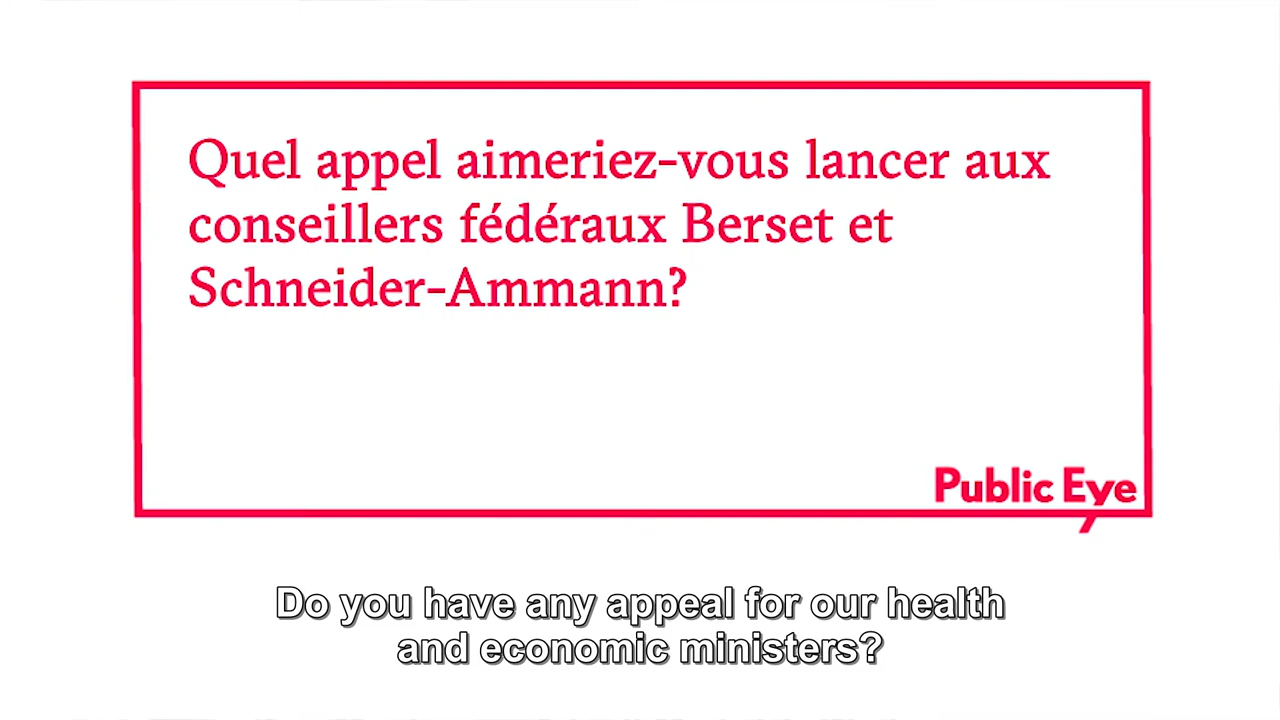 Quel appel aimeriez-vous lancer aux
conseillers fédéraux Berset et
Schneider-Ammann?
Public Eye
Do you have any appeal for our health
and economic ministers?